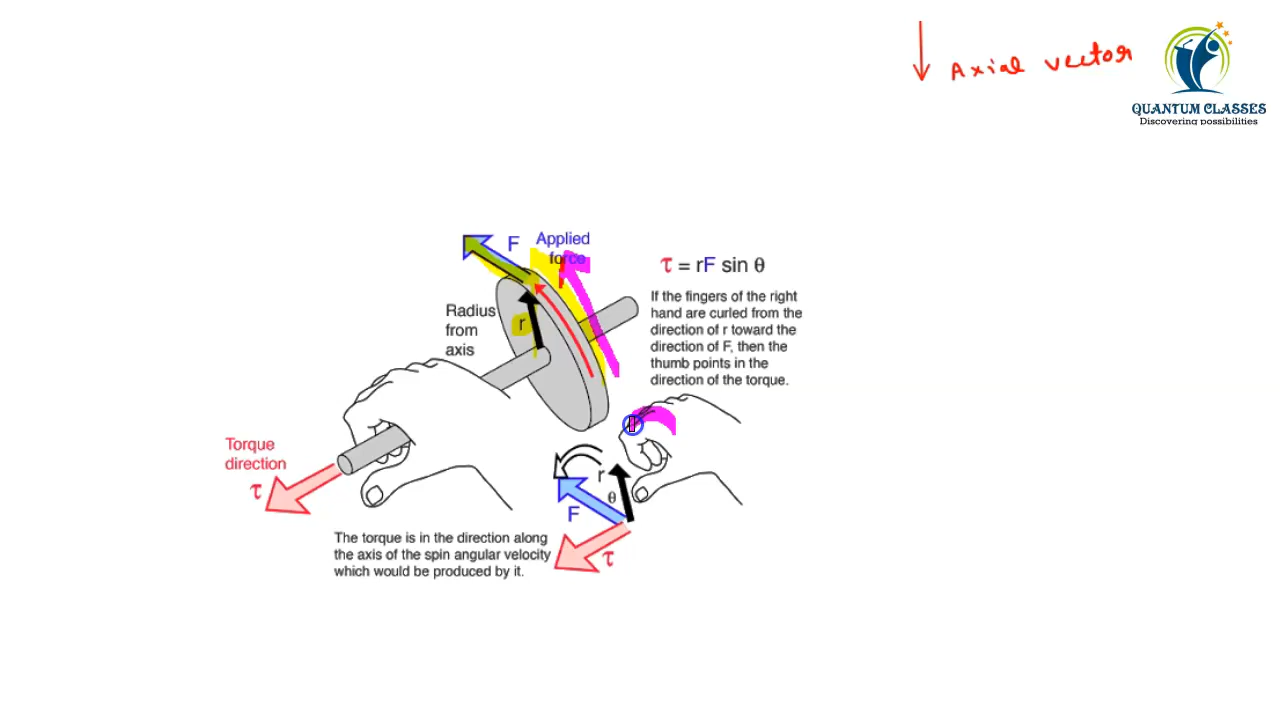 Axial vector
QUANTUM CLASSES
Discovering possibilities
F
Applied
force
τ = rF sin θ
Radius
from
axis
r
If the fingers of the right
hand are curled from the
direction of r toward the
direction of F, then the
thumb points in the
direction of the torque.
Torque
direction
τ
r
θ
F
τ
The torque is in the direction along
the axis of the spin angular velocity
which would be produced by it.